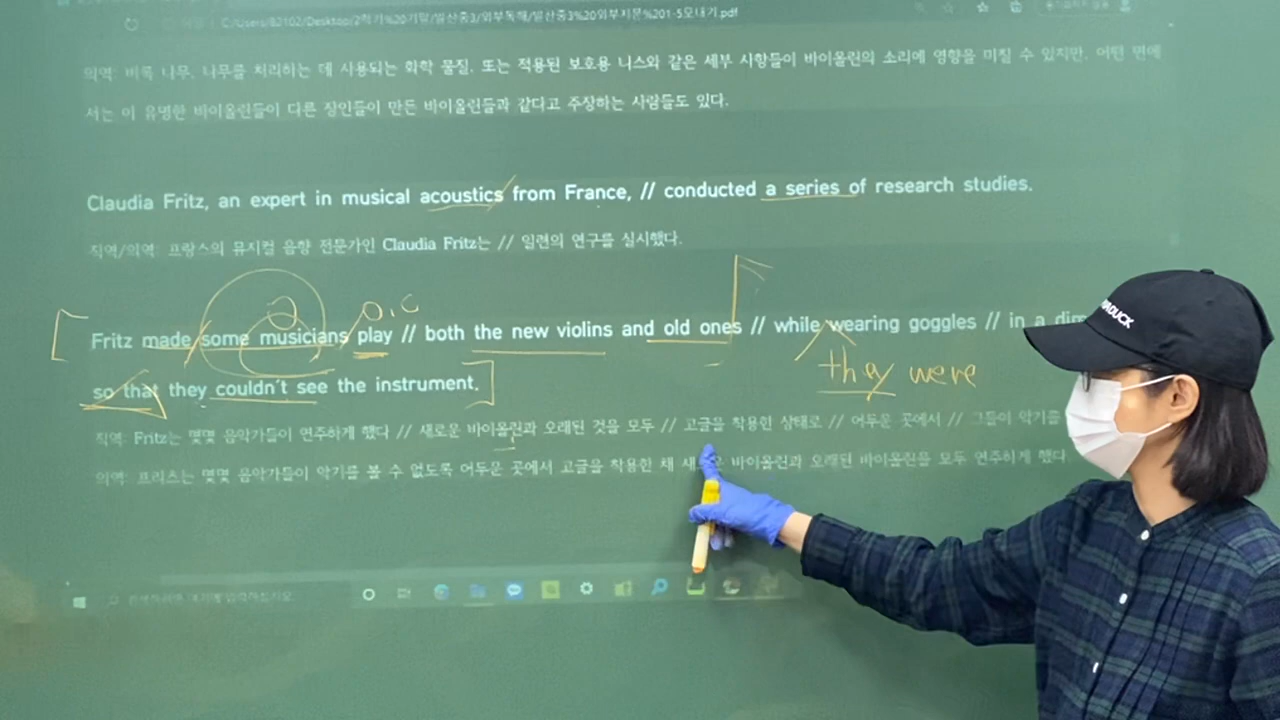 C:/Users/82102/Desktop/2학기%20기말/일산중3/외부독해/일산중3%20외부지문%201-5모내기.pdf
의역: 비록 나무, 나무를 처리하는 데 사용되는 화학 물질, 또는 적용된 보호용 니스와 같은 세부 사항들이 바이올린의 소리에 영향을 미칠 수 있지만, 어떤 면에
서는 이 유명한 바이올린들이 다른 장인들이 만든 바이올린들과 같다고 주장하는 사람들도 있다.
Claudia Fritz, an expert in musical acoustics from France, // conducted a series of research studies.
직역/의역: 프랑스의 뮤지컬 음향 전문가인 Claudia Fritz는 // 일련의 연구를 실시했다.
O.C
Fritz made some musicians play // both the new violins and old ones // while wearing goggles // in a dim
they were
so that they couldn't see the instrument.
직역: Fritz는 몇몇 음악가들이 연주하게 했다 // 새로운 바이올린과 오래된 것을 모두 // 고글을 착용한 상태로 // 어두운 곳에서 // 그들이 악기를
의역: 프리츠는 몇몇 음악가들이 악기를 볼 수 없도록 어두운 곳에서 고글을 착용한 채 바이올린과 오래된 바이올린을 모두 연주하게 했다